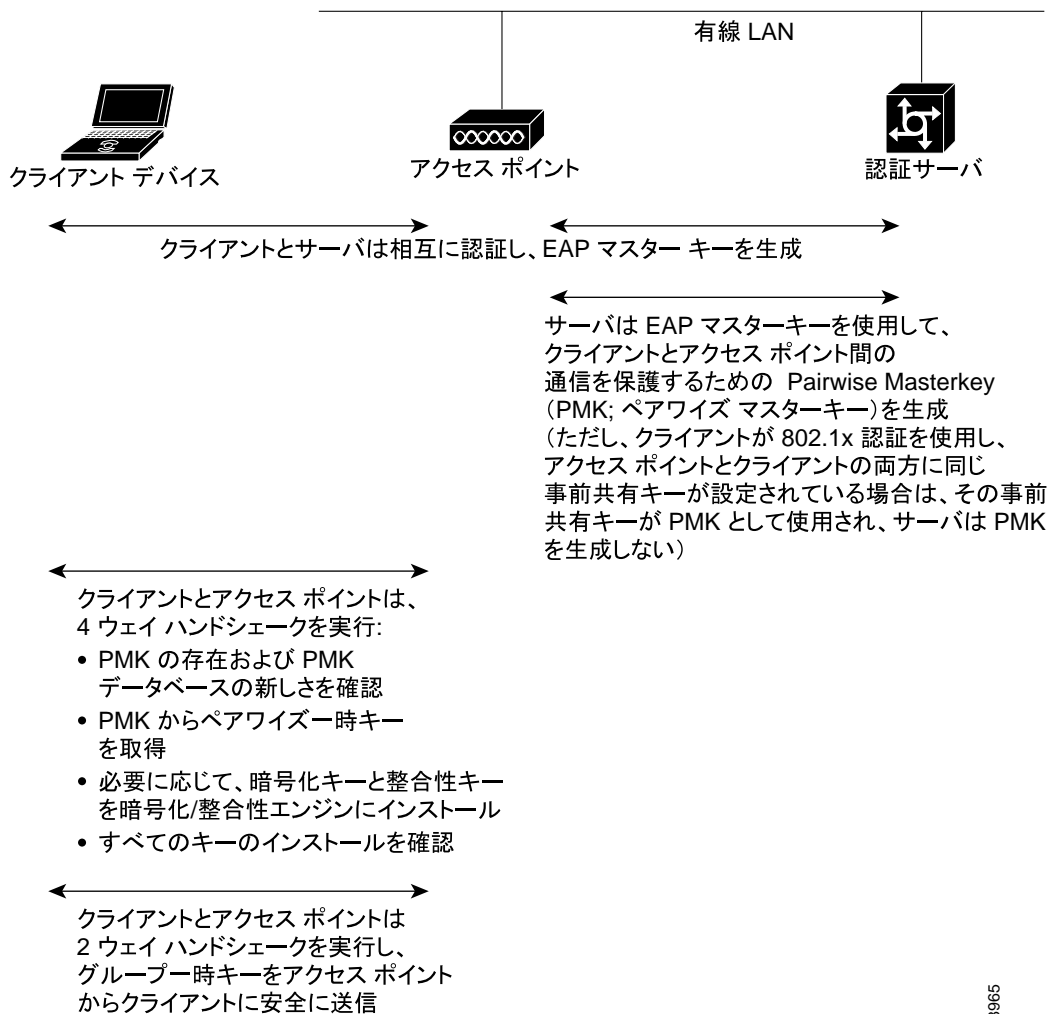 有線 LAN
クライアント デバイス
アクセス ポイント
認証サーバ
クライアントとサーバは相互に認証し、EAP マスター キーを生成
サーバは EAP マスターキーを使用して、
クライアントとアクセス ポイント間の
通信を保護するための Pairwise Masterkey
（PMK; ペアワイズ マスターキー）を生成
（ただし、クライアントが 802.1x 認証を使用し、
アクセス ポイントとクライアントの両方に同じ
事前共有キーが設定されている場合は、その事前
共有キーが PMK として使用され、サーバは PMK
を生成しない）
クライアントとアクセス ポイントは、
4 ウェイ ハンドシェークを実行:
• PMK の存在および PMK
データベースの新しさを確認
• PMK からペアワイズ一時キー
を取得
• 必要に応じて、暗号化キーと整合性キー
を暗号化/整合性エンジンにインストール
• すべてのキーのインストールを確認
クライアントとアクセス ポイントは
2 ウェイ ハンドシェークを実行し、
グループ一時キーをアクセス ポイント
からクライアントに安全に送信